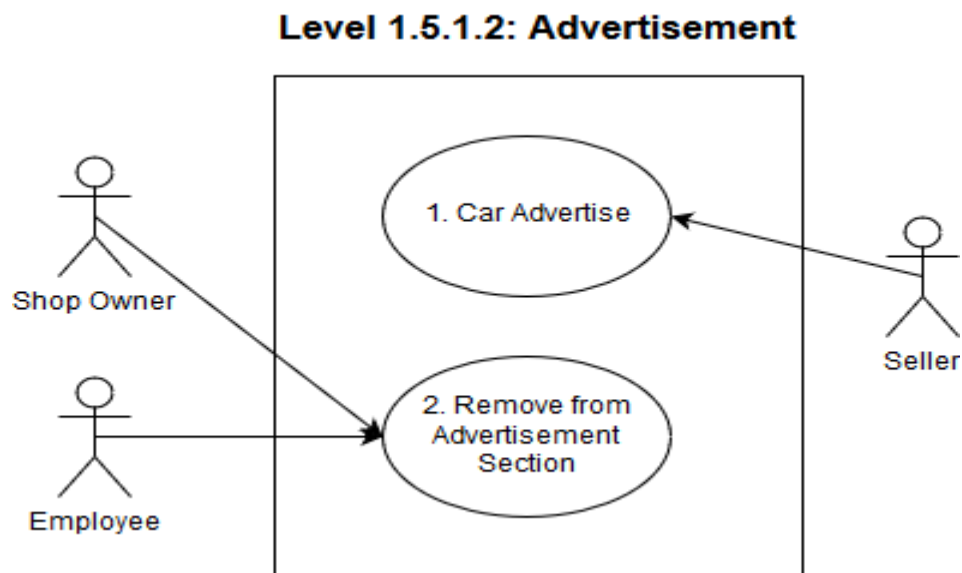 Level 1.5.1.2: Advertisement
1. Car Advertise
Shop Owner
Seller
2. Remove from
Advertisement
Section
Employee